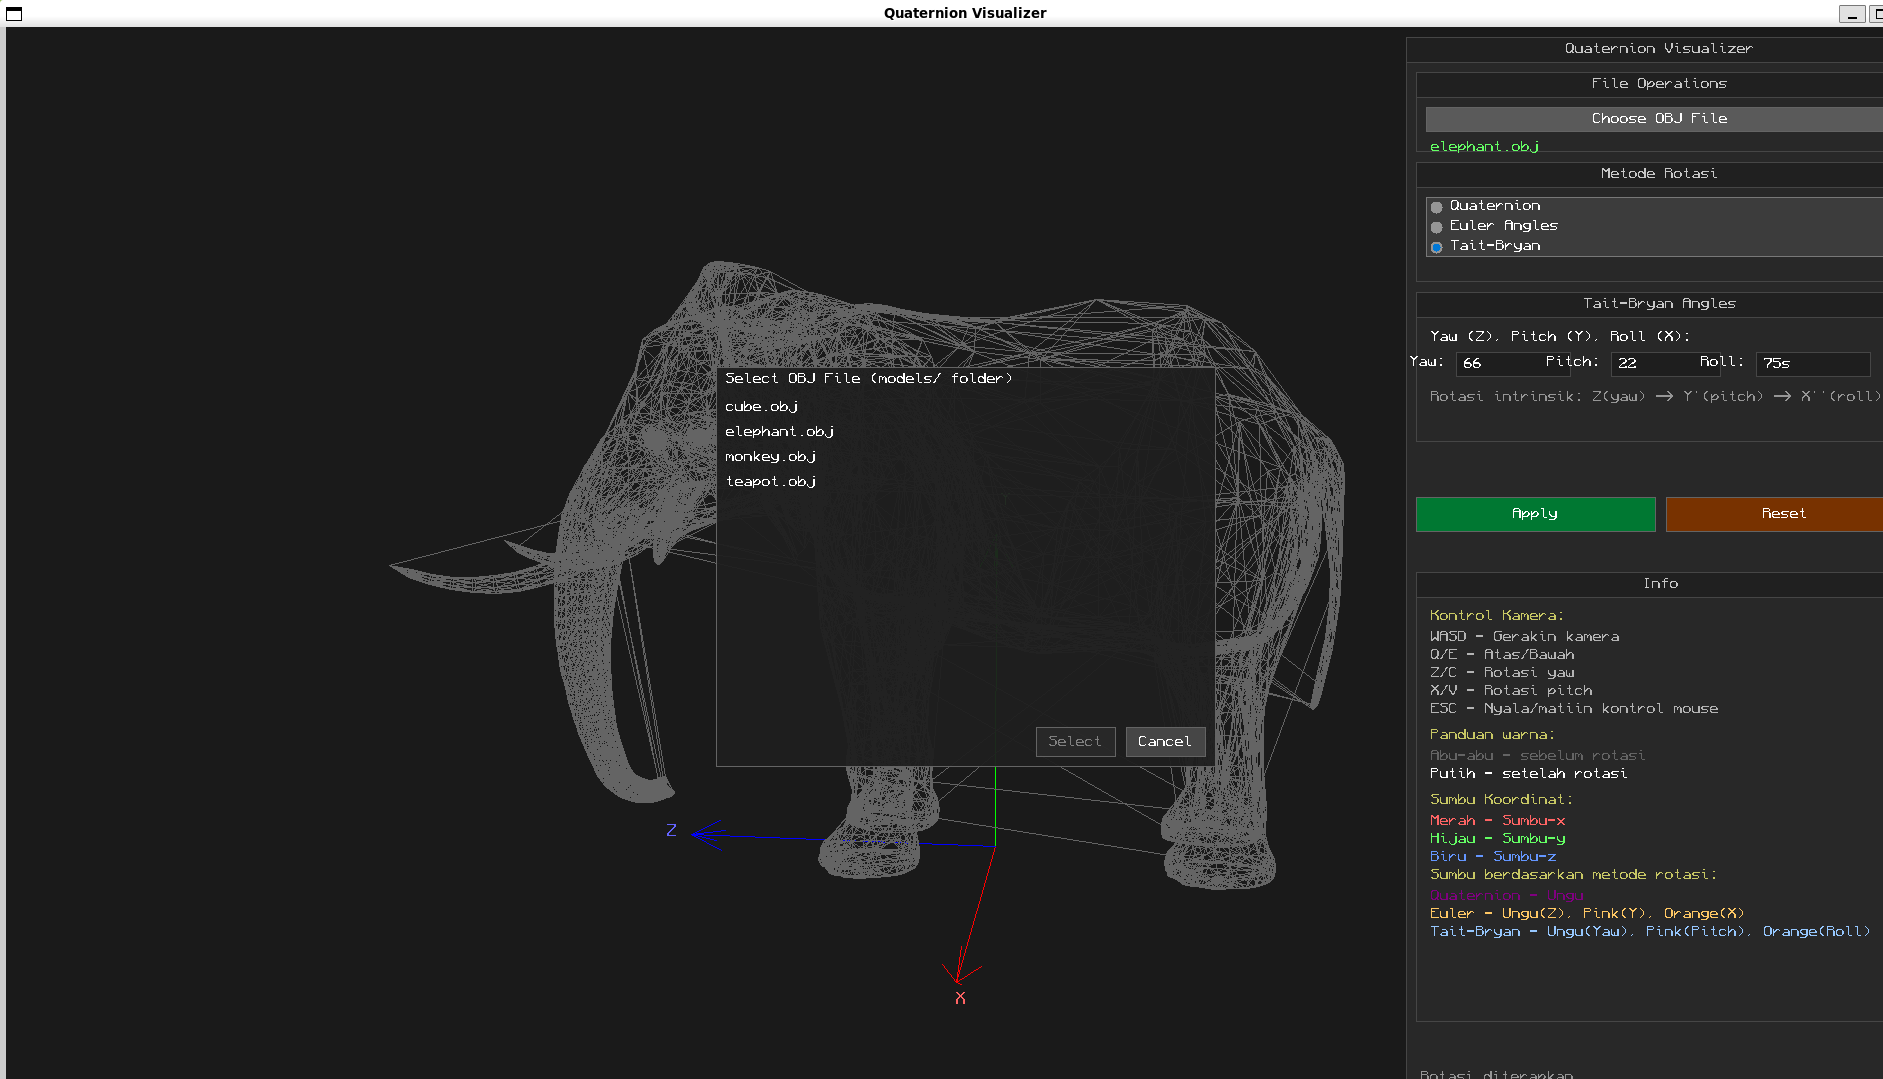 Quaternion Visualizer
Quaternion Visualizer
File Operations
Choose OBJ File
elephant.obj
Metode Rotasi
Quaternion
Euler Angles
Tait-Bryan
Tait-Bryan Angles
Yaw (Z), Pitch (Y), Roll (X):
Yaw: 66 Pitch: 22 Roll: 75s
Rotasi intrinsik: Z(yaw) → Y'(pitch) → X''(roll)
Apply Reset
Select OBJ File (models/ folder)
cube.obj
elephant.obj
monkey.obj
teapot.obj
Select Cancel
Z
X
Info
Kontrol Kamera:
WASD - Gerakin kamera
Q/E - Atas/Bawah
Z/C - Rotasi yaw
X/V - Rotasi pitch
ESC - Nyala/matiin kontrol mouse
Panduan warna:
Abu-abu - sebelum rotasi
Putih - setelah rotasi
Sumbu Koordinat:
Merah - Sumbu-x
Hijau - Sumbu-y
Biru - Sumbu-z
Sumbu berdasarkan metode rotasi:
Quaternion - Ungu
Euler - Ungu(Z), Pink(Y), Orange(X)
Tait-Bryan - Ungu(Yaw), Pink(Pitch), Orange(Roll)
Rotasi diterapkan